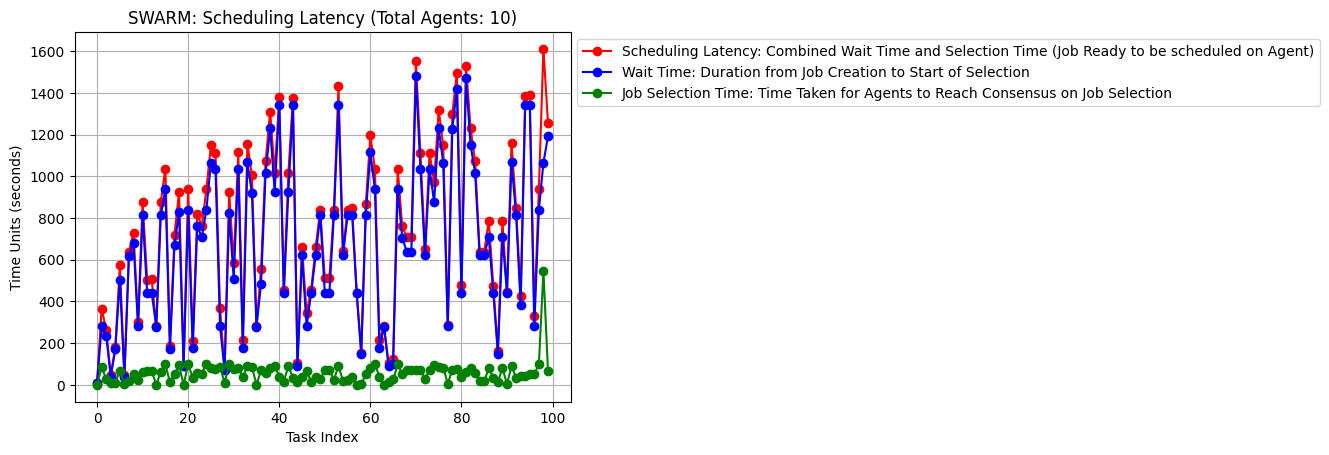 SWARM: Scheduling Latency (Total Agents: 10)
Scheduling Latency: Combined Wait Time and Selection Time (Job Ready to be scheduled on Agent)
Wait Time: Duration from Job Creation to Start of Selection
Job Selection Time: Time Taken for Agents to Reach Consensus on Job Selection
Time Units (seconds)
1600
1400
1200
1000
800
600
400
200
0
0 20 40 60 80 100
Task Index